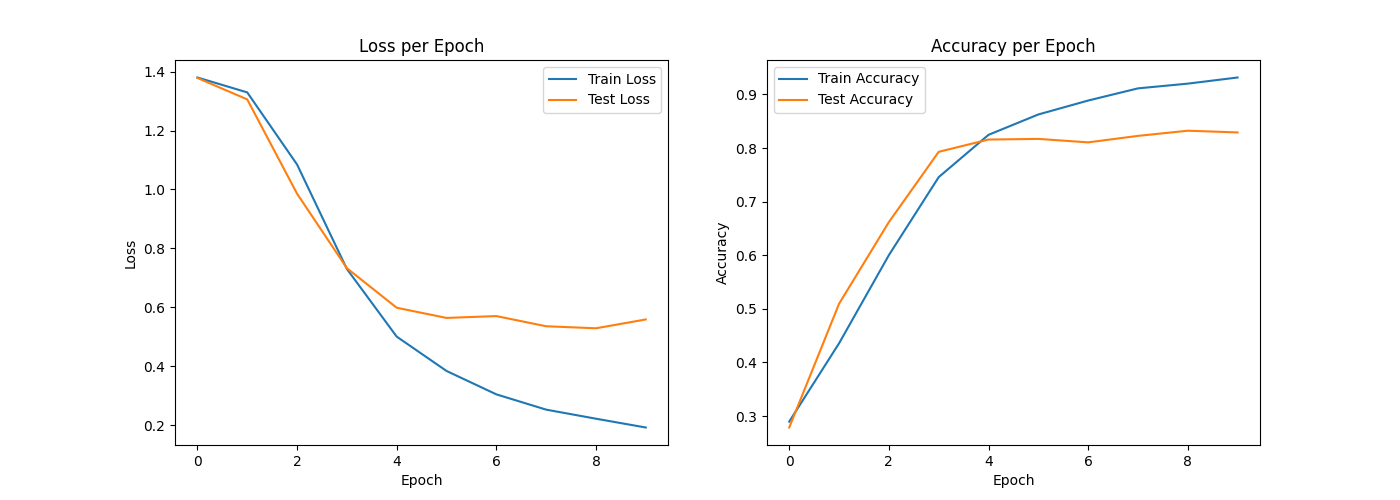 Loss per Epoch
1.4
1.2
1.0
0.8
0.6
0.4
0.2
Loss
0
2
4
6
8
Epoch
Train Loss
Test Loss
Accuracy per Epoch
0.9
0.8
0.7
0.6
0.5
0.4
0.3
Accuracy
0
2
4
6
8
Epoch
Train Accuracy
Test Accuracy